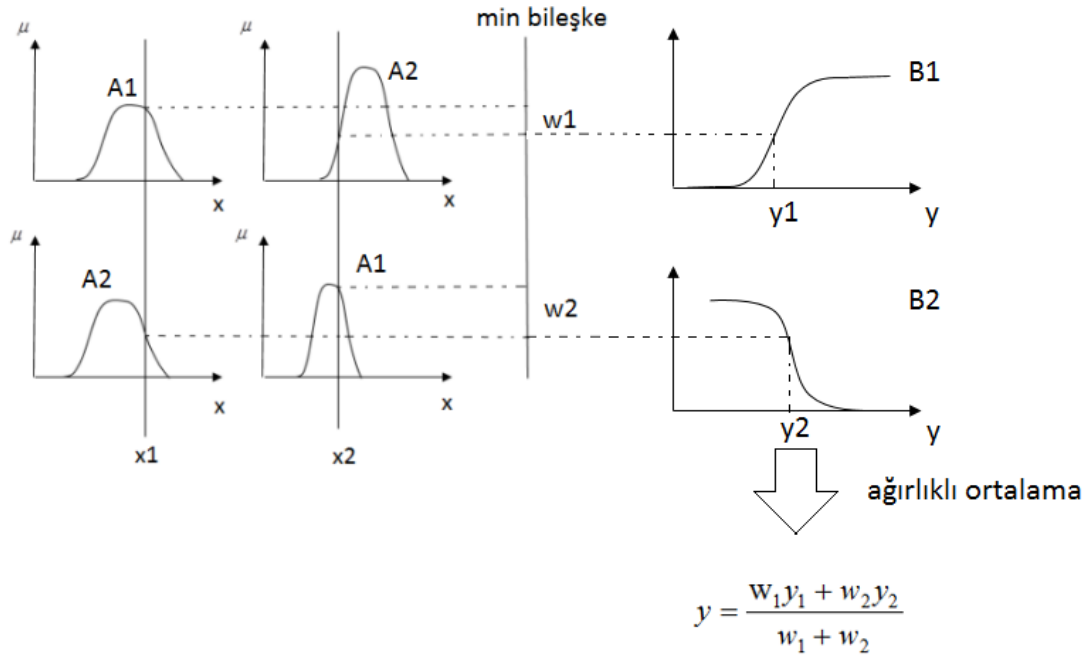 min bileşke
μ
A1
x
μ
A2
x
w1
B1
y1
y
μ
A2
x
μ
A1
x
w2
B2
y2
y
x1
x2
ağırlıklı ortalama
y = (w₁y₁ + w₂y₂) / (w₁ + w₂)